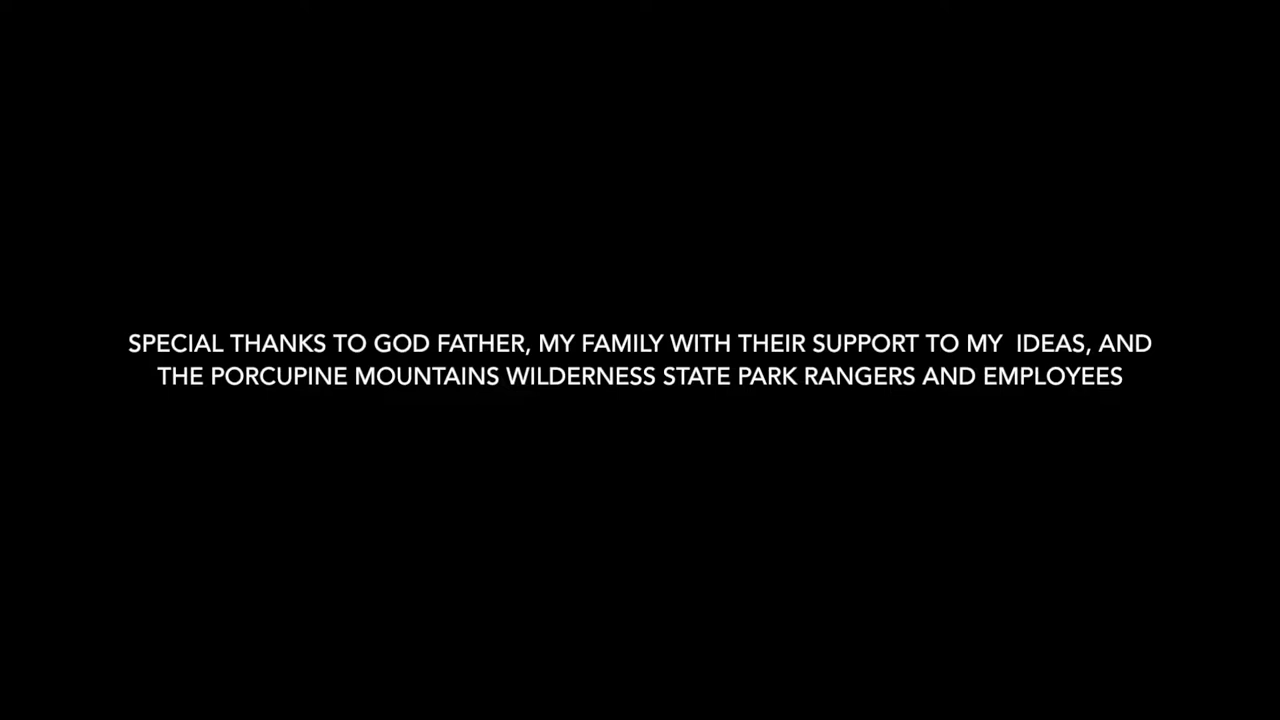 SPECIAL THANKS TO GOD FATHER, MY FAMILY WITH THEIR SUPPORT TO MY  IDEAS, AND
THE PORCUPINE MOUNTAINS WILDERNESS STATE PARK RANGERS AND EMPLOYEES